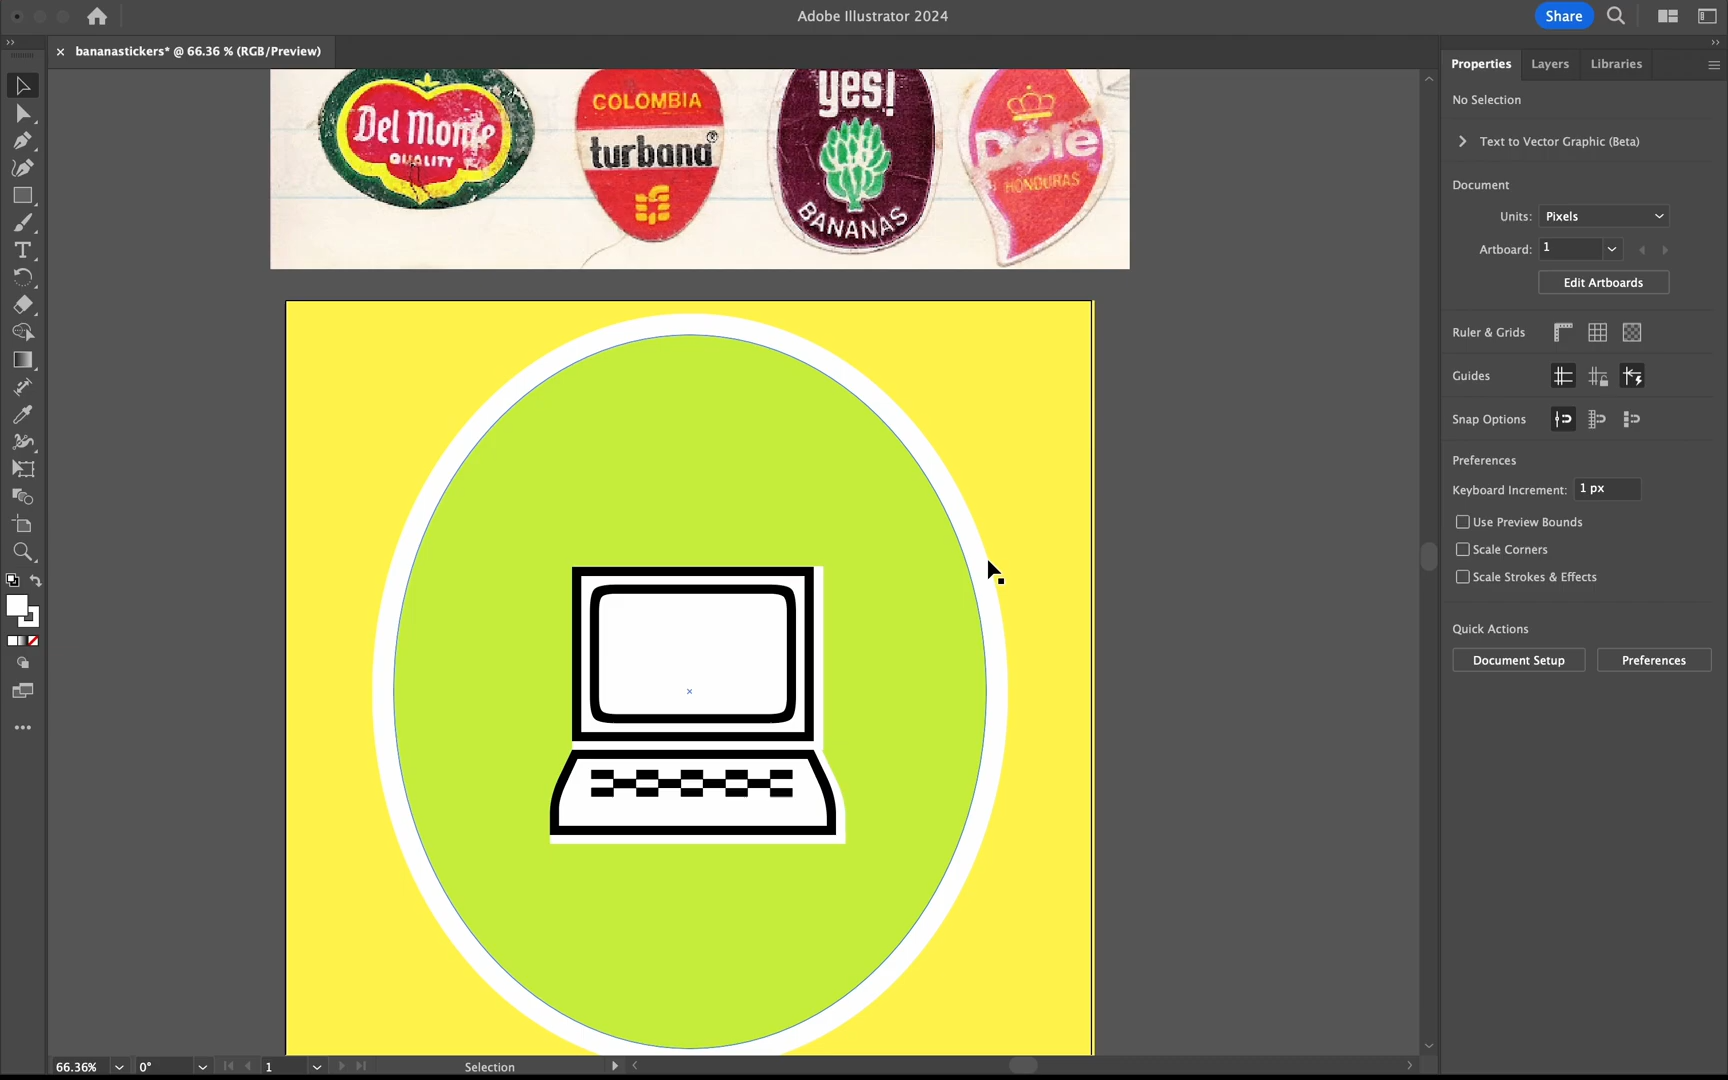 Adobe Illustrator 2024
Share
bananastickers* @ 66.36 % (RGB/Preview)
Properties
Layers
Libraries
No Selection
Text to Vector Graphic (Beta)
Document
Units: Pixels
Artboard: 1
Edit Artboards
Ruler & Grids
Guides
Snap Options
Preferences
Keyboard Increment: 1 px
Use Preview Bounds
Scale Corners
Scale Strokes & Effects
Quick Actions
Document Setup
Preferences
Del Monte
QUALITY
COLOMBIA
turbana®
yes!
BANANAS
Dole
HONDURAS
66.36%
0°
1
Selection